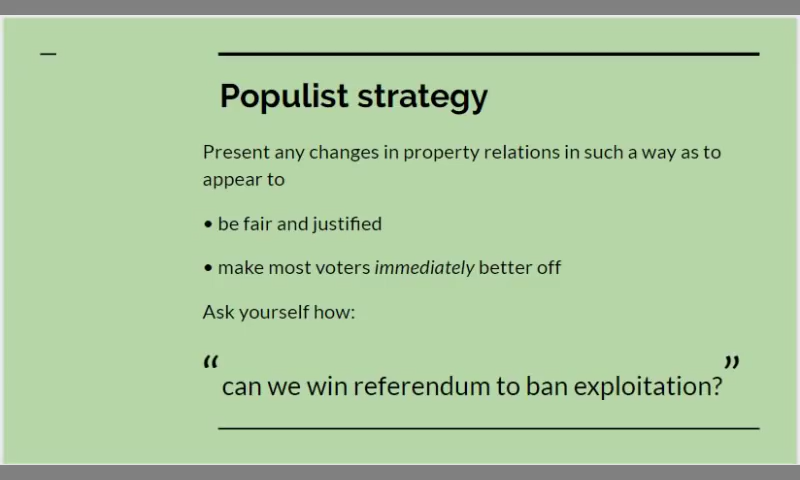 Populist strategy
Present any changes in property relations in such a way as to
appear to
• be fair and justified
• make most voters immediately better off
Ask yourself how:
“can we win referendum to ban exploitation?”